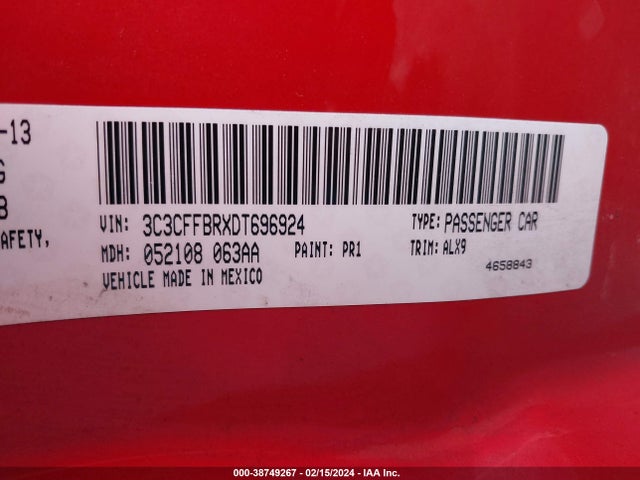 -13
G
8
AFETY,
VIN: 3C3CFFBRXDT696924
TYPE: PASSENGER CAR
MDH: 052108 063AA
PAINT: PR1
TRIM: ALX9
VEHICLE MADE IN MEXICO
4658843
000-38749267 - 02/15/2024 - IAA Inc.